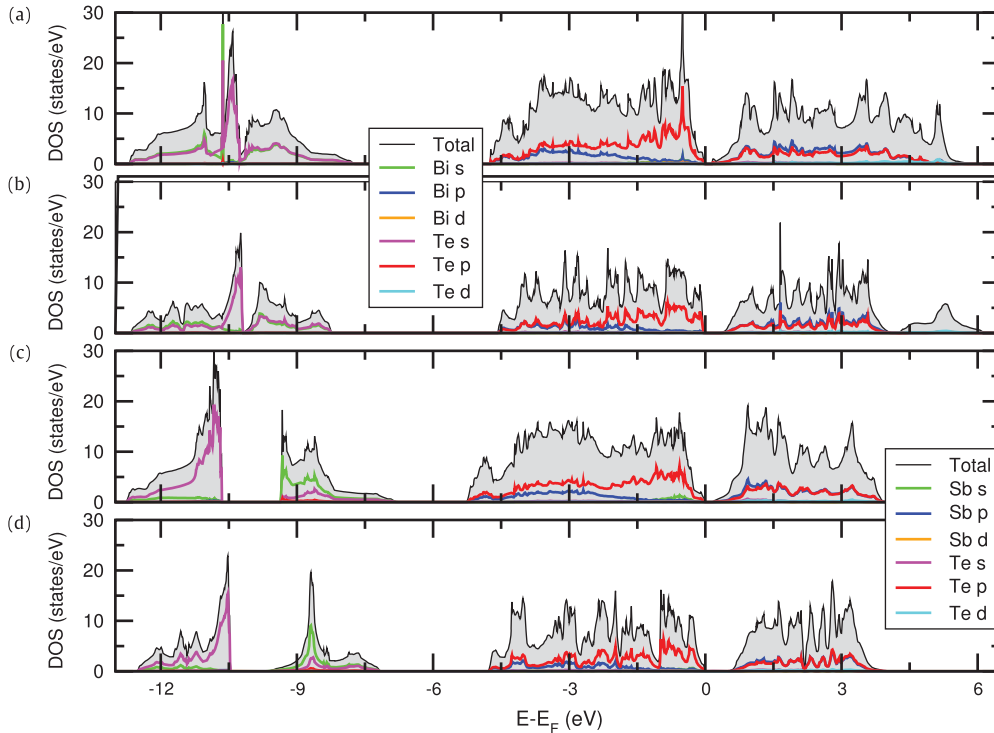 (a)
30
20
10
0
DOS (states/eV)
Total
Bi s
Bi p
Bi d
Te s
Te p
Te d
(b)
30
20
10
0
DOS (states/eV)
(c)
30
20
10
0
DOS (states/eV)
Total
Sb s
Sb p
Sb d
Te s
Te p
Te d
(d)
30
20
10
0
DOS (states/eV)
-12 -9 -6 -3 0 3 6
E-E_F (eV)